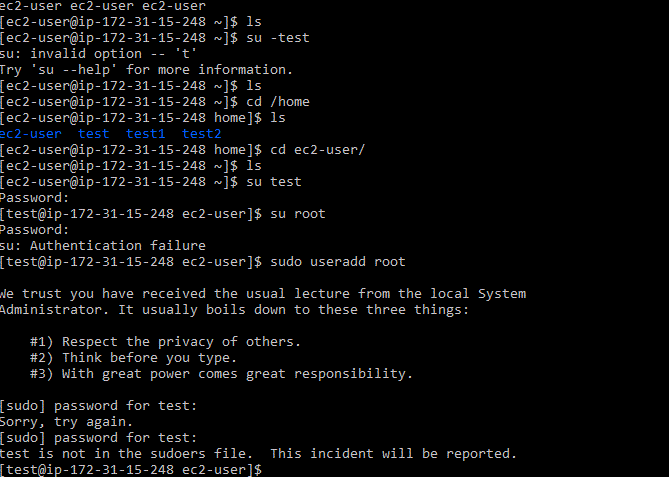 ec2-user ec2-user ec2-user
[ec2-user@ip-172-31-15-248 ~]$ ls
[ec2-user@ip-172-31-15-248 ~]$ su -test
su: invalid option -- 't'
Try 'su --help' for more information.
[ec2-user@ip-172-31-15-248 ~]$ ls
[ec2-user@ip-172-31-15-248 ~]$ cd /home
[ec2-user@ip-172-31-15-248 home]$ ls
ec2-user  test  test1  test2
[ec2-user@ip-172-31-15-248 home]$ cd ec2-user/
[ec2-user@ip-172-31-15-248 ~]$ ls
[ec2-user@ip-172-31-15-248 ~]$ su test
Password:
[test@ip-172-31-15-248 ec2-user]$ su root
Password:
su: Authentication failure
[test@ip-172-31-15-248 ec2-user]$ sudo useradd root
We trust you have received the usual lecture from the local System
Administrator. It usually boils down to these three things:
#1) Respect the privacy of others.
#2) Think before you type.
#3) With great power comes great responsibility.
[sudo] password for test:
Sorry, try again.
[sudo] password for test:
test is not in the sudoers file.  This incident will be reported.
[test@ip-172-31-15-248 ec2-user]$